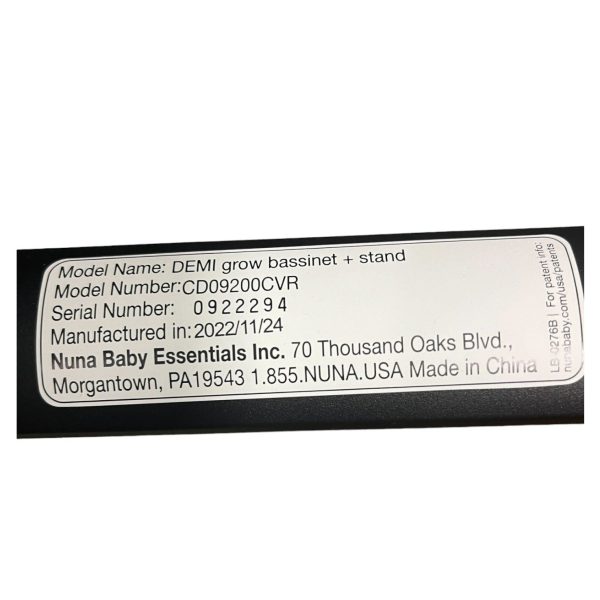 Model Name: DEMI grow bassinet + stand
Model Number:CD09200CVR
Serial Number: 0922294
Manufactured in:2022/11/24
Nuna Baby Essentials Inc. 70 Thousand Oaks Blvd.,
Morgantown, PA19543 1.855.NUNA.USA Made in China
LB-0276B | For patent info:
nunababy.com/usa/patents